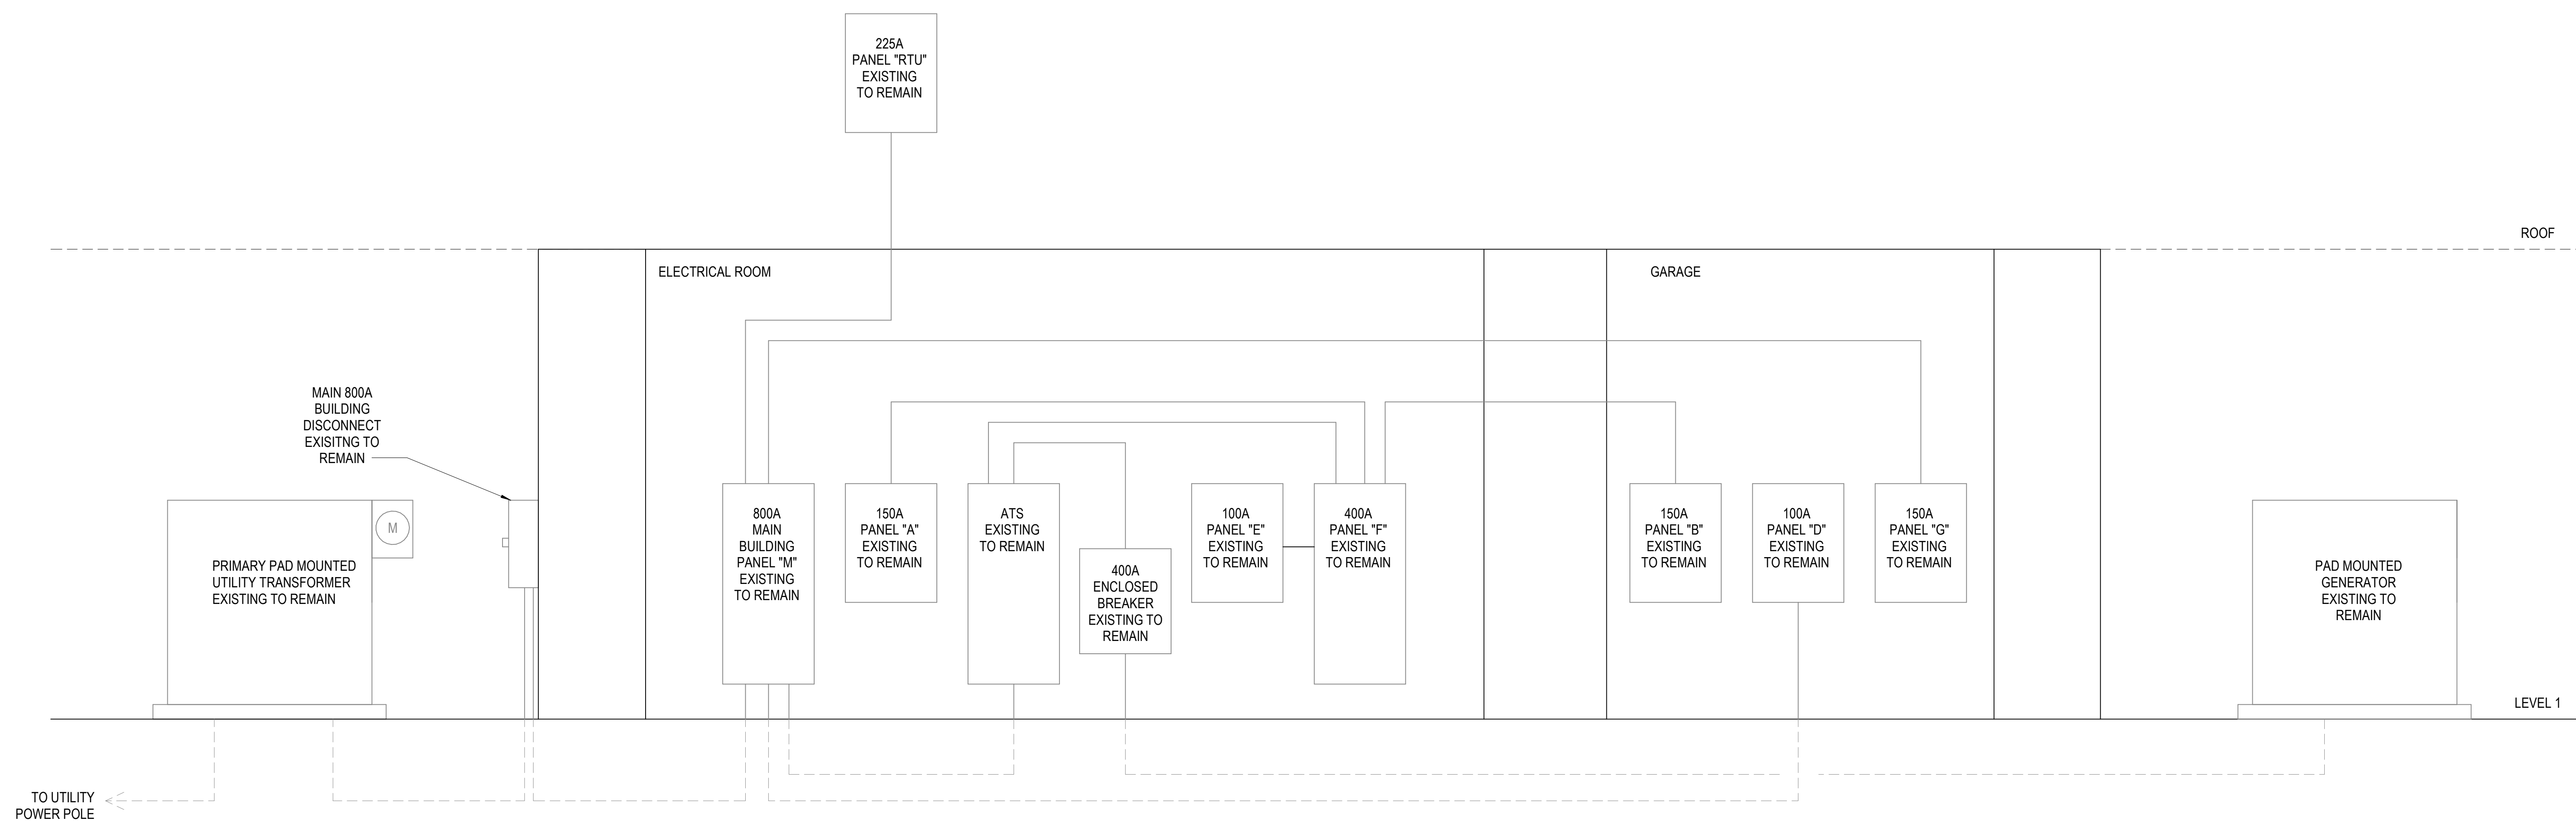 225A
PANEL "RTU"
EXISTING
TO REMAIN
ROOF
ELECTRICAL ROOM
GARAGE
MAIN 800A
BUILDING
DISCONNECT
EXISITNG TO
REMAIN
M
PRIMARY PAD MOUNTED
UTILITY TRANSFORMER
EXISTING TO REMAIN
800A
MAIN
BUILDING
PANEL "M"
EXISTING
TO REMAIN
150A
PANEL "A"
EXISTING
TO REMAIN
ATS
EXISTING
TO REMAIN
400A
ENCLOSED
BREAKER
EXISTING TO
REMAIN
100A
PANEL "E"
EXISTING
TO REMAIN
400A
PANEL "F"
EXISTING
TO REMAIN
150A
PANEL "B"
EXISTING
TO REMAIN
100A
PANEL "D"
EXISTING
TO REMAIN
150A
PANEL "G"
EXISTING
TO REMAIN
PAD MOUNTED
GENERATOR
EXISTING TO
REMAIN
LEVEL 1
TO UTILITY
POWER POLE